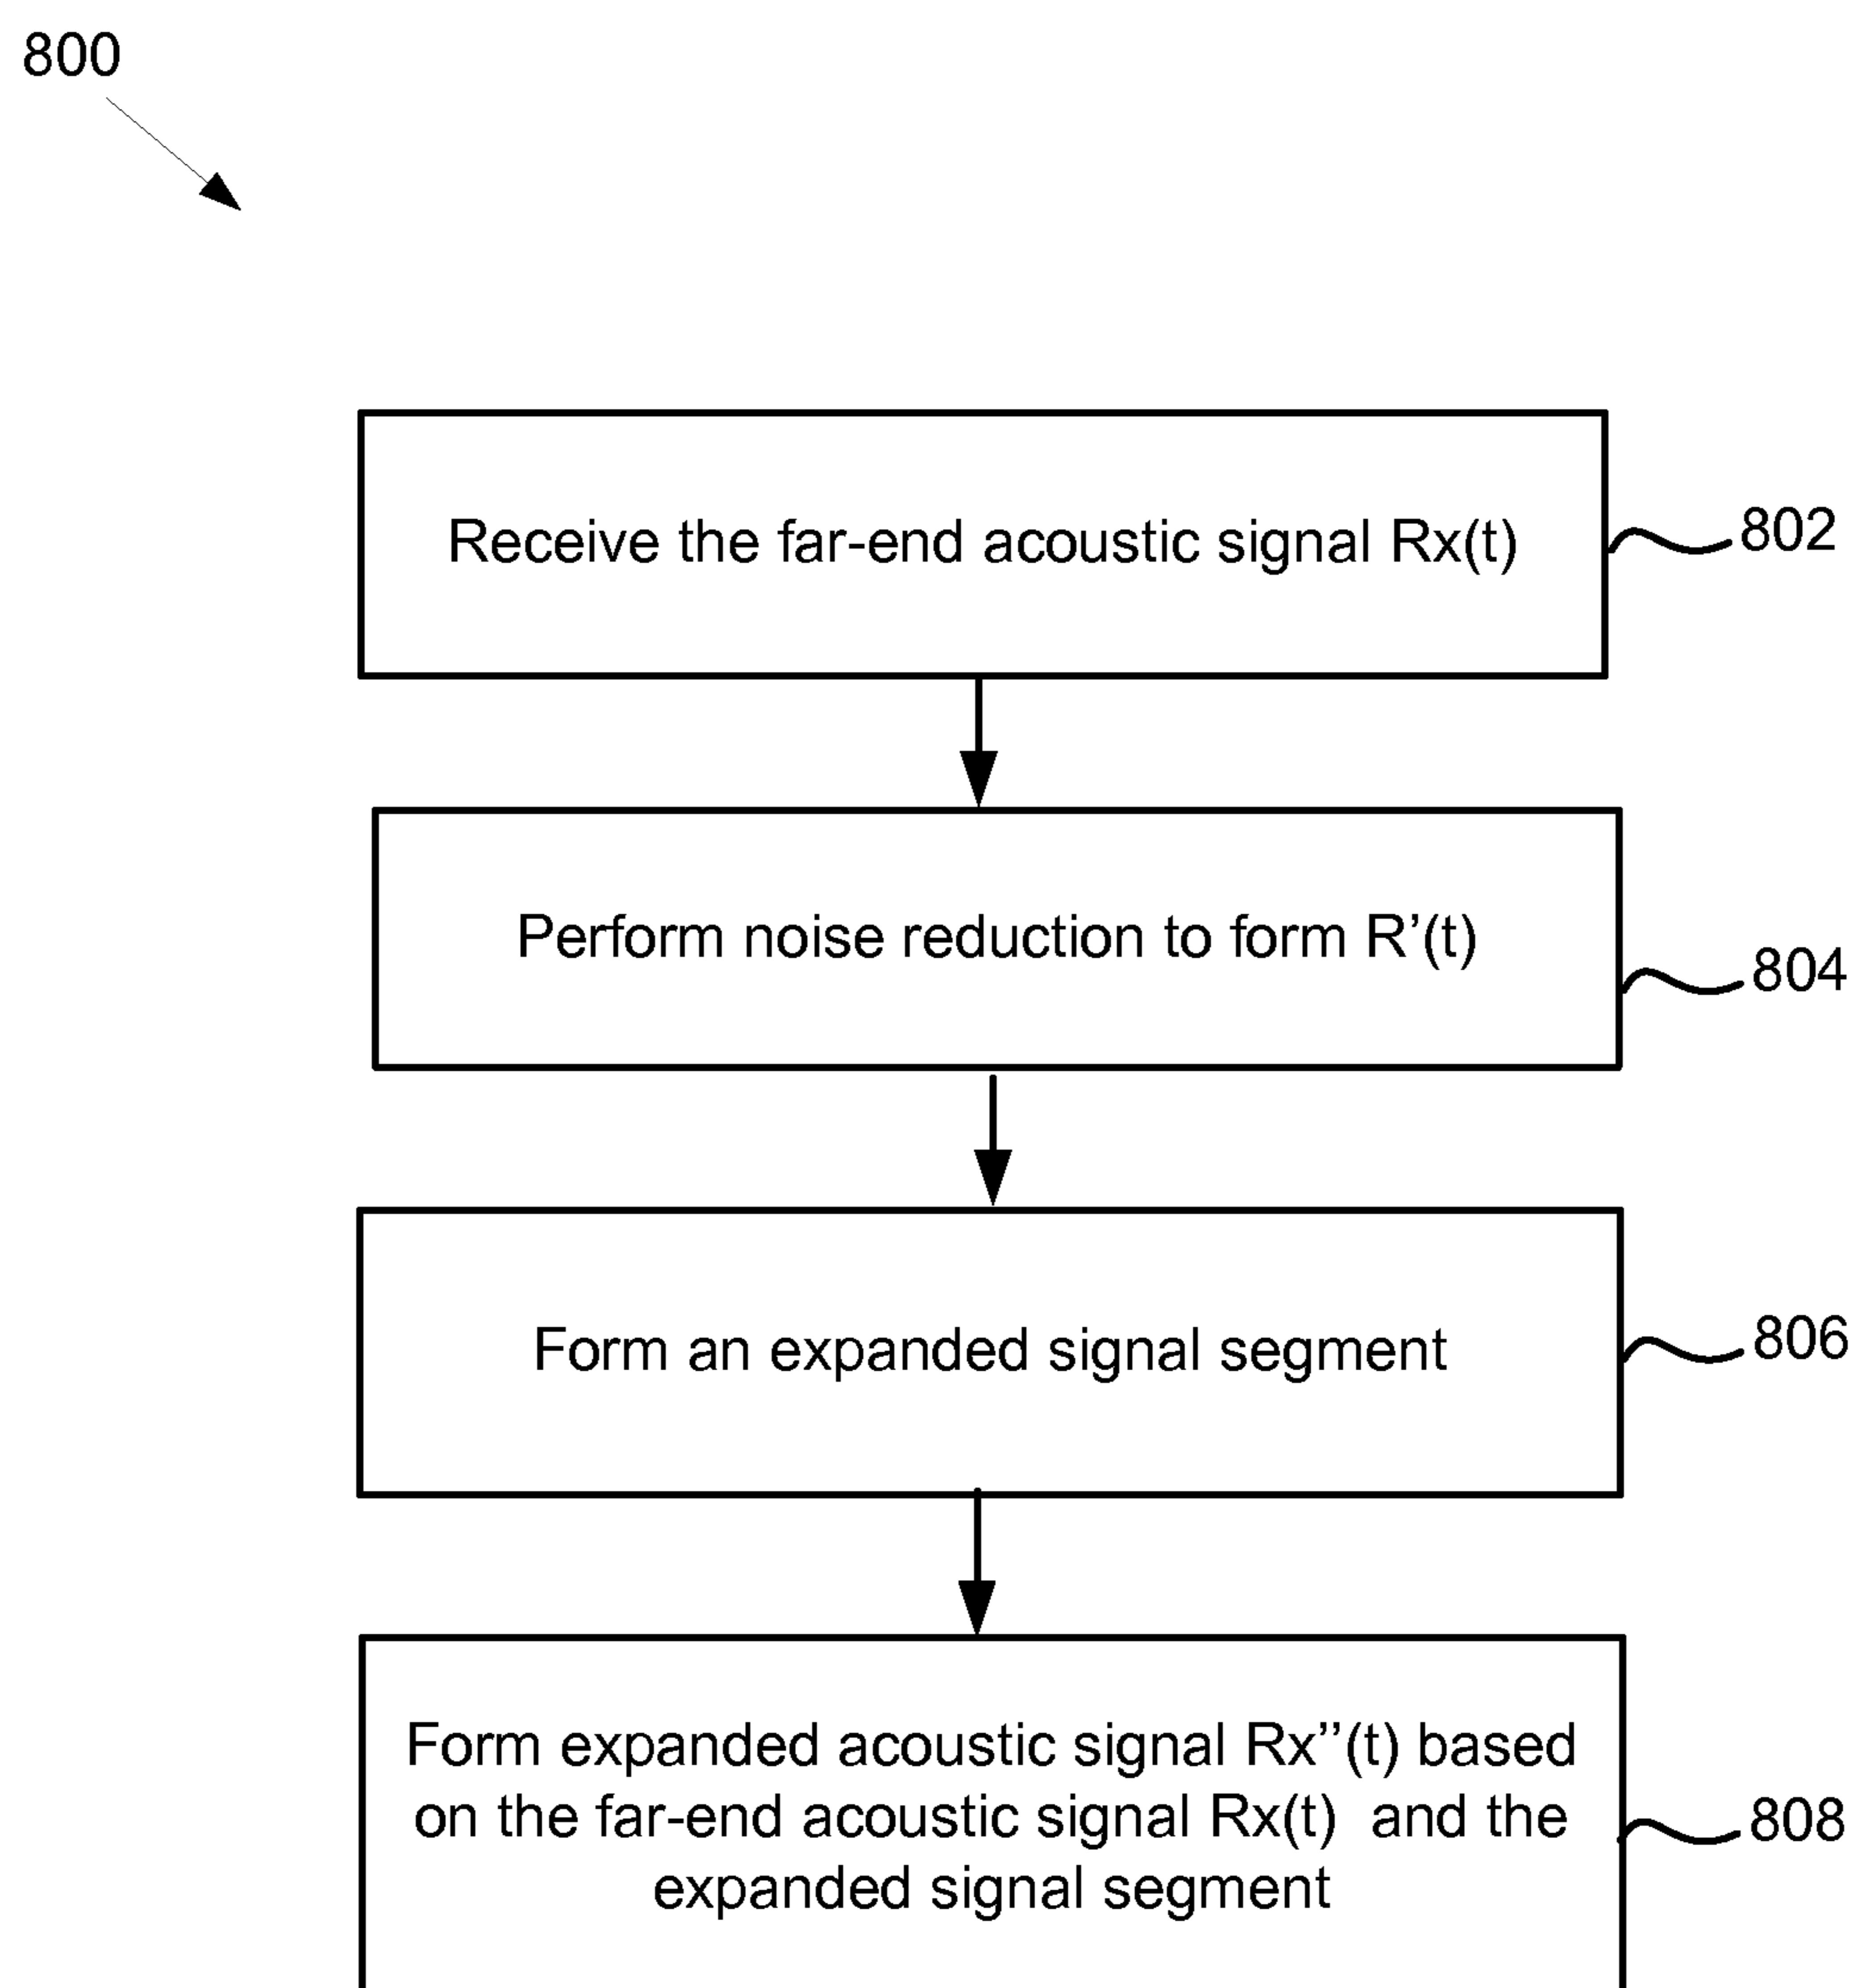 800
Receive the far-end acoustic signal Rx(t)
802
Perform noise reduction to form R’(t)
804
Form an expanded signal segment
806
Form expanded acoustic signal Rx’’(t) based
on the far-end acoustic signal Rx(t) and the
expanded signal segment
808